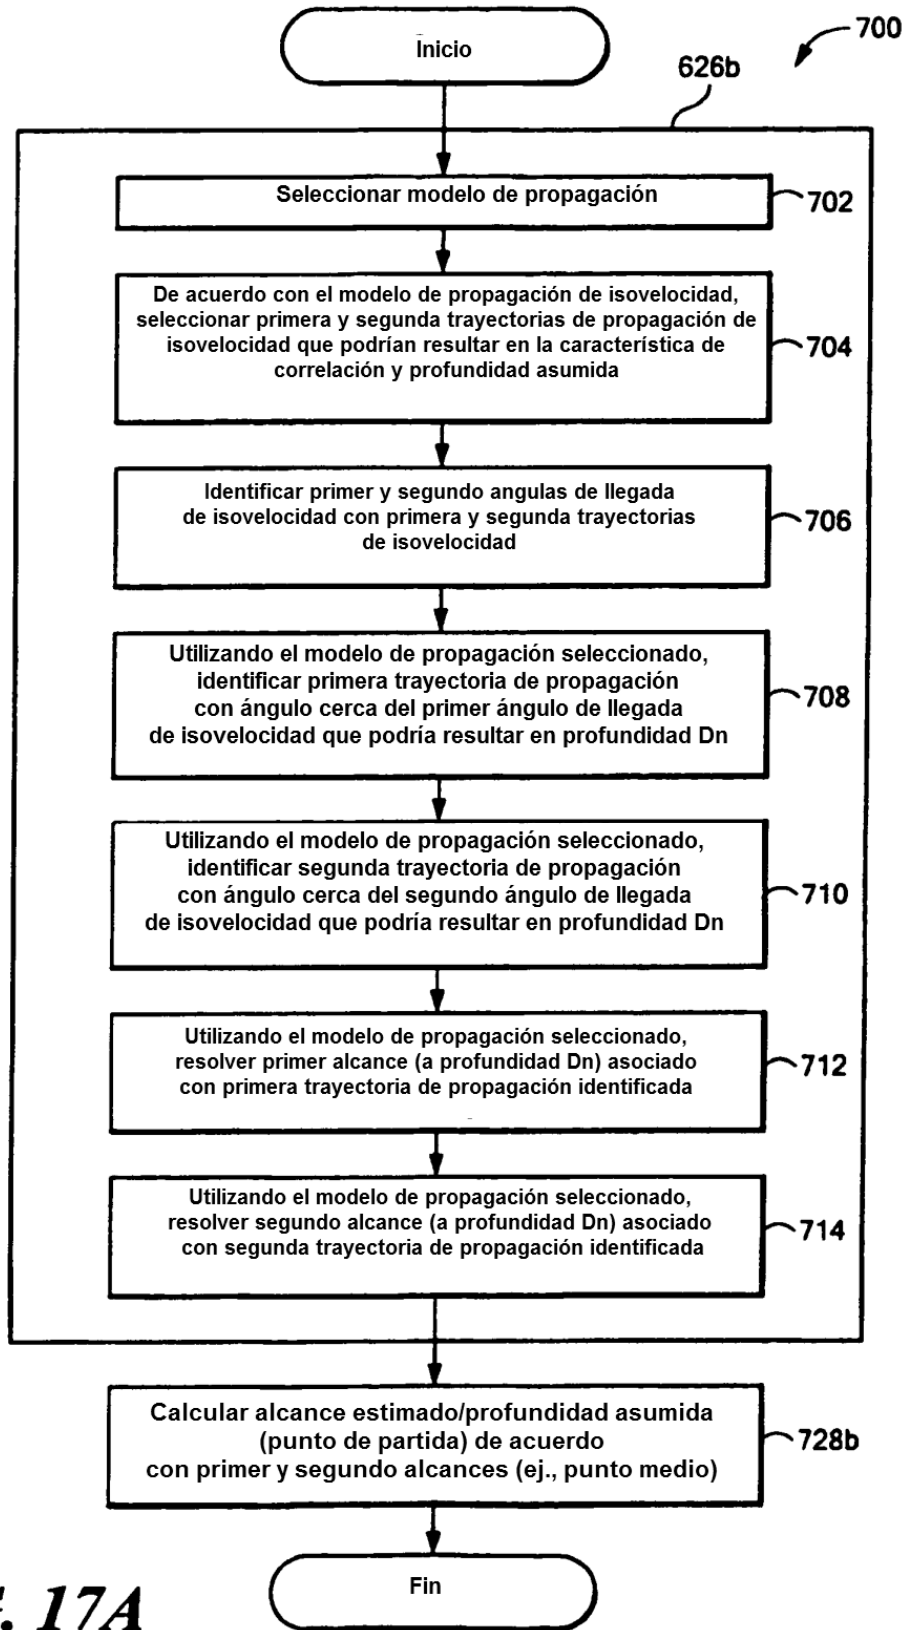 Inicio
700
626b
Seleccionar modelo de propagación
702
De acuerdo con el modelo de propagación de isovelocidad,
seleccionar primera y segunda trayectorias de propagación de
isovelocidad que podrían resultar en la característica de
correlación y profundidad asumida
704
Identificar primer y segundo angulas de llegada
de isovelocidad con primera y segunda trayectorias
de isovelocidad
706
Utilizando el modelo de propagación seleccionado,
identificar primera trayectoria de propagación
con ángulo cerca del primer ángulo de llegada
de isovelocidad que podría resultar en profundidad Dn
708
Utilizando el modelo de propagación seleccionado,
identificar segunda trayectoria de propagación
con ángulo cerca del segundo ángulo de llegada
de isovelocidad que podría resultar en profundidad Dn
710
Utilizando el modelo de propagación seleccionado,
resolver primer alcance (a profundidad Dn) asociado
con primera trayectoria de propagación identificada
712
Utilizando el modelo de propagación seleccionado,
resolver segundo alcance (a profundidad Dn) asociado
con segunda trayectoria de propagación identificada
714
Calcular alcance estimado/profundidad asumida
(punto de partida) de acuerdo
con primer y segundo alcances (ej., punto medio)
728b
Fin
. 17A